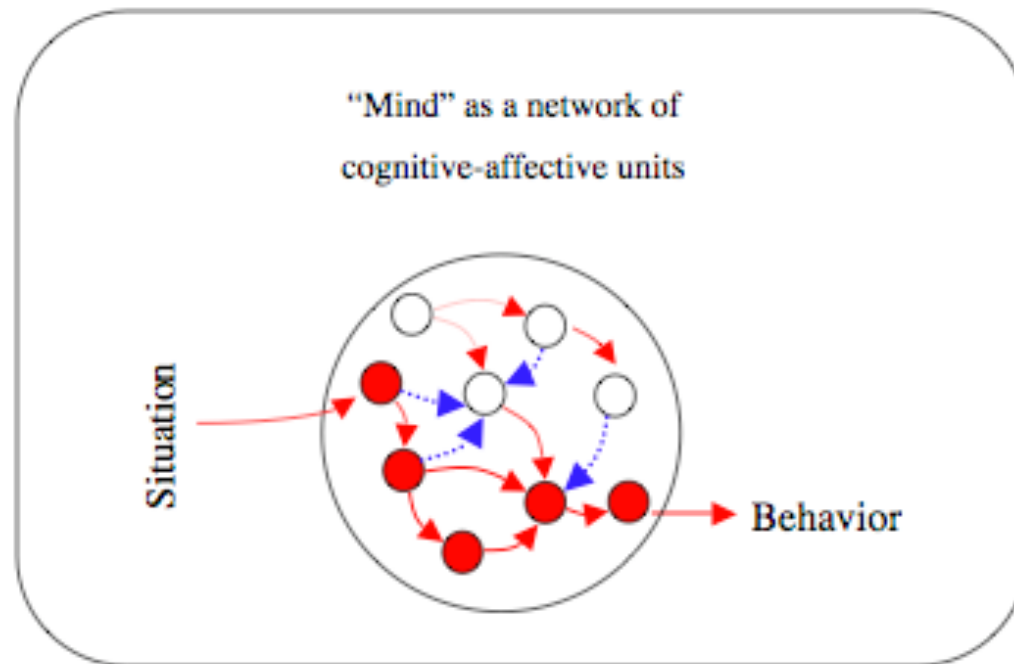 “Mind” as a network of
cognitive-affective units
Situation
Behavior